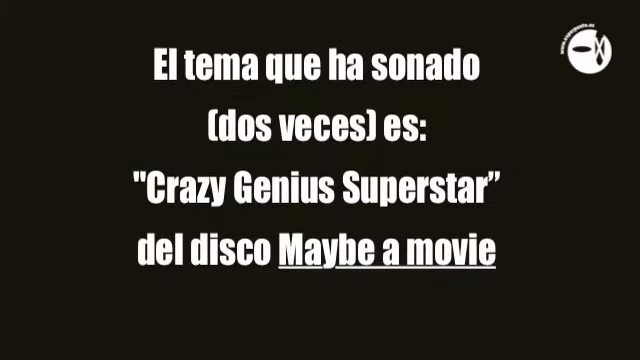 El tema que ha sonado
(dos veces) es:
"Crazy Genius Superstar”
del disco Maybe a movie